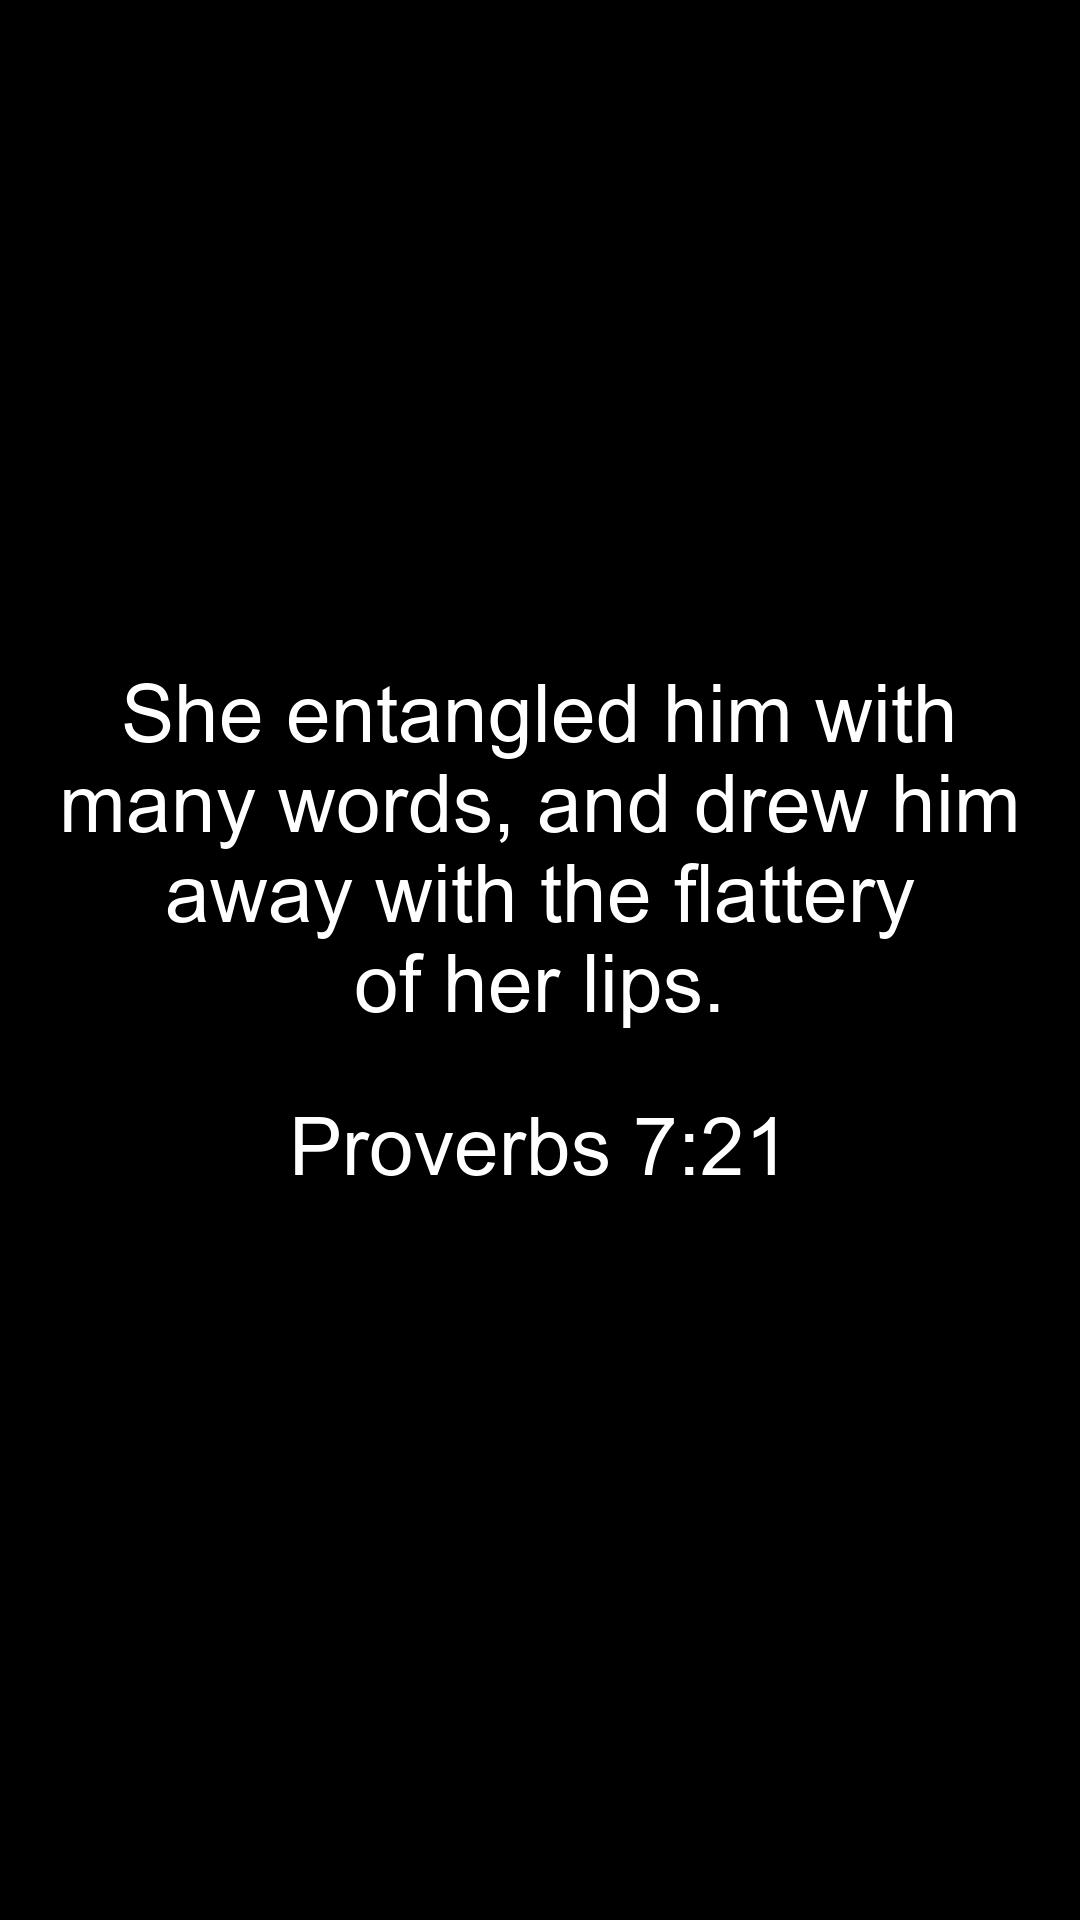 She entangled him with
many words, and drew him
away with the flattery
of her lips.
Proverbs 7:21